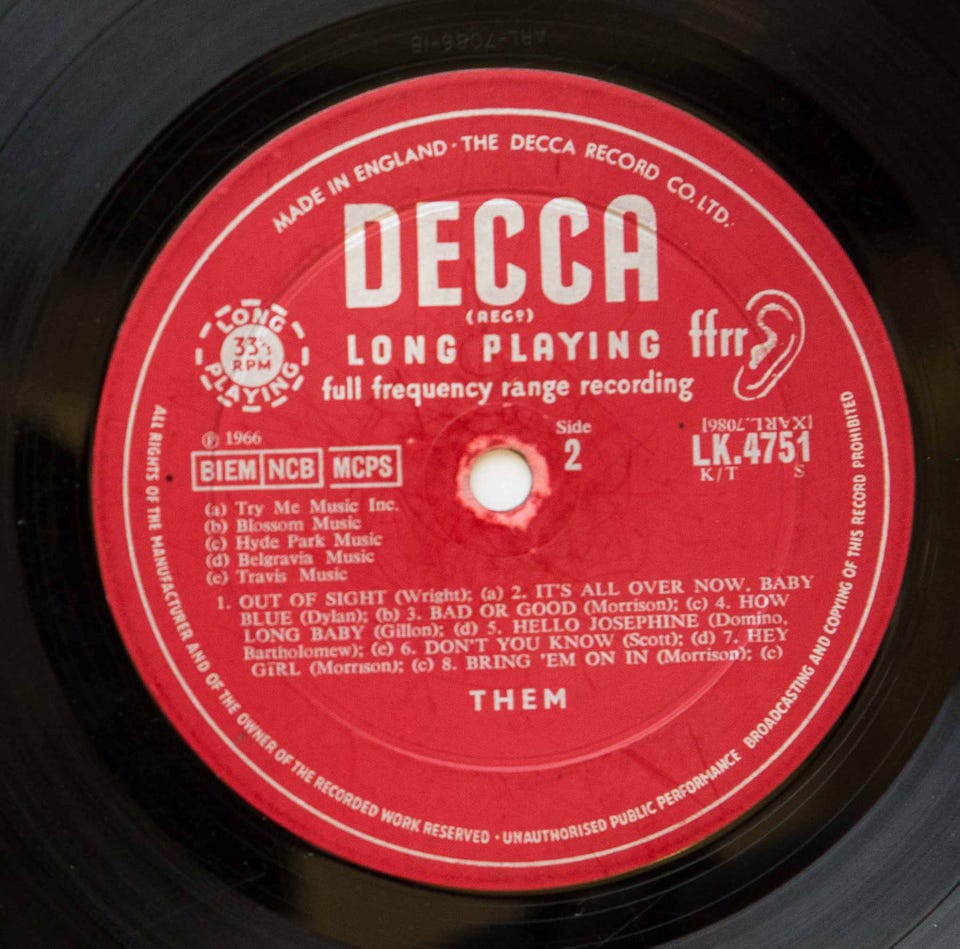 ARL-7086-1B
MADE IN ENGLAND · THE DECCA RECORD CO. LTD.
DECCA
(REGD)
LONG PLAYING
33⅓
RPM
LONG PLAYING
ffrr
full frequency range recording
℗ 1966
Side
2
[XARL.7086]
LK.4751
K/T S
BIEM NCB MCPS
(a) Try Me Music Inc.
(b) Blossom Music
(c) Hyde Park Music
(d) Belgravia Music
(e) Travis Music
1. OUT OF SIGHT (Wright); (a) 2. IT'S ALL OVER NOW, BABY
BLUE (Dylan); (b) 3. BAD OR GOOD (Morrison); (c) 4. HOW
LONG BABY (Gillon); (d) 5. HELLO JOSEPHINE (Domino,
Bartholomew); (e) 6. DON'T YOU KNOW (Scott); (d) 7. HEY
GIRL (Morrison); (c) 8. BRING 'EM ON IN (Morrison); (c)
THEM
ALL RIGHTS OF THE MANUFACTURER AND OF THE OWNER OF THE RECORDED WORK RESERVED · UNAUTHORISED PUBLIC PERFORMANCE BROADCASTING AND COPYING OF THIS RECORD PROHIBITED